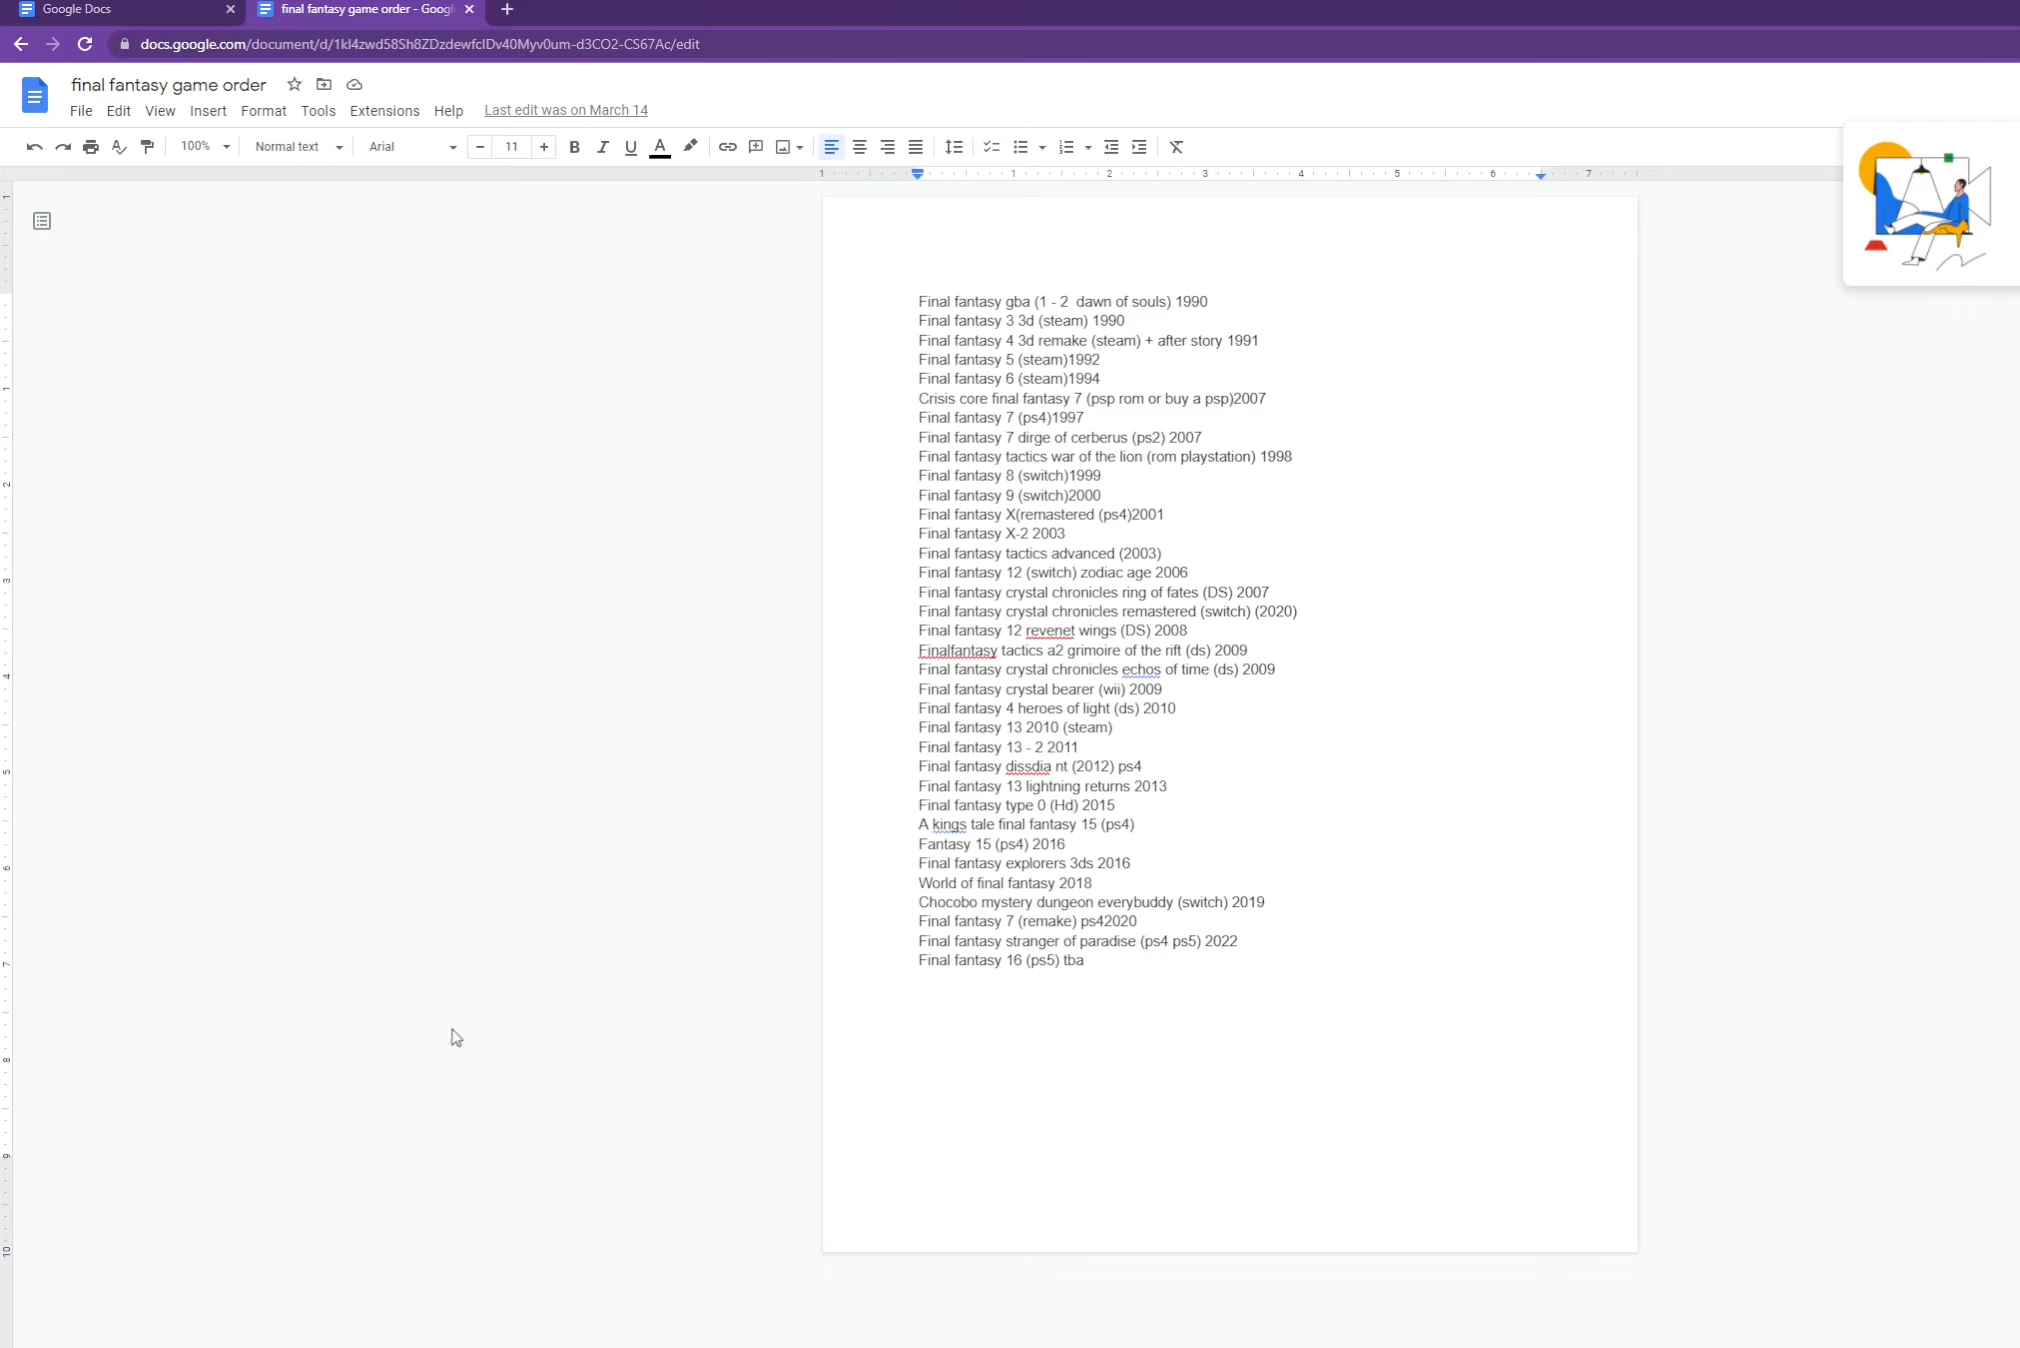 Google Docs
final fantasy game order - Goog
docs.google.com/document/d/1kl4zwd58Sh8ZDzdewfclDv40Myv0um-d3CO2-CS67Ac/edit
final fantasy game order
File Edit View Insert Format Tools Extensions Help Last edit was on March 14
100% Normal text Arial 11
1 1 2 3 4 5 6 7
Final fantasy gba (1 - 2  dawn of souls) 1990
Final fantasy 3 3d (steam) 1990
Final fantasy 4 3d remake (steam) + after story 1991
Final fantasy 5 (steam)1992
Final fantasy 6 (steam)1994
Crisis core final fantasy 7 (psp rom or buy a psp)2007
Final fantasy 7 (ps4)1997
Final fantasy 7 dirge of cerberus (ps2) 2007
Final fantasy tactics war of the lion (rom playstation) 1998
Final fantasy 8 (switch)1999
Final fantasy 9 (switch)2000
Final fantasy X(remastered (ps4)2001
Final fantasy X-2 2003
Final fantasy tactics advanced (2003)
Final fantasy 12 (switch) zodiac age 2006
Final fantasy crystal chronicles ring of fates (DS) 2007
Final fantasy crystal chronicles remastered (switch) (2020)
Final fantasy 12 revenet wings (DS) 2008
Finalfantasy tactics a2 grimoire of the rift (ds) 2009
Final fantasy crystal chronicles echos of time (ds) 2009
Final fantasy crystal bearer (wii) 2009
Final fantasy 4 heroes of light (ds) 2010
Final fantasy 13 2010 (steam)
Final fantasy 13 - 2 2011
Final fantasy dissdia nt (2012) ps4
Final fantasy 13 lightning returns 2013
Final fantasy type 0 (Hd) 2015
A kings tale final fantasy 15 (ps4)
Fantasy 15 (ps4) 2016
Final fantasy explorers 3ds 2016
World of final fantasy 2018
Chocobo mystery dungeon everybuddy (switch) 2019
Final fantasy 7 (remake) ps42020
Final fantasy stranger of paradise (ps4 ps5) 2022
Final fantasy 16 (ps5) tba